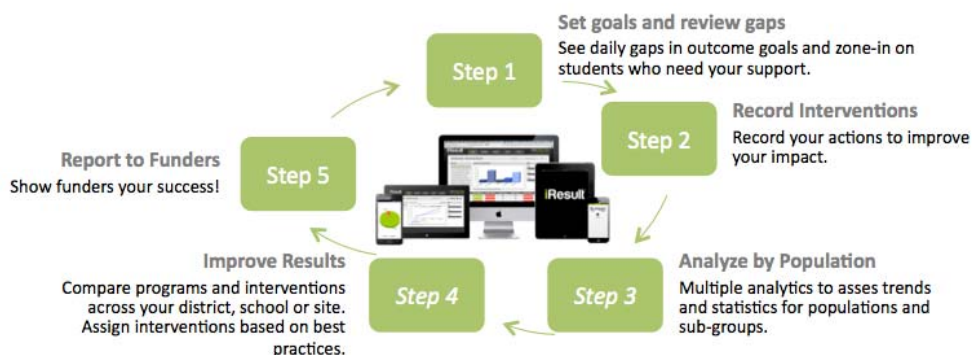 Step 1
Set goals and review gaps
See daily gaps in outcome goals and zone-in on
students who need your support.
Step 2
Record Interventions
Record your actions to improve
your impact.
Step 3
Analyze by Population
Multiple analytics to asses trends
and statistics for populations and
sub-groups.
Step 4
Improve Results
Compare programs and interventions
across your district, school or site.
Assign interventions based on best
practices.
Step 5
Report to Funders
Show funders your success!
iResult